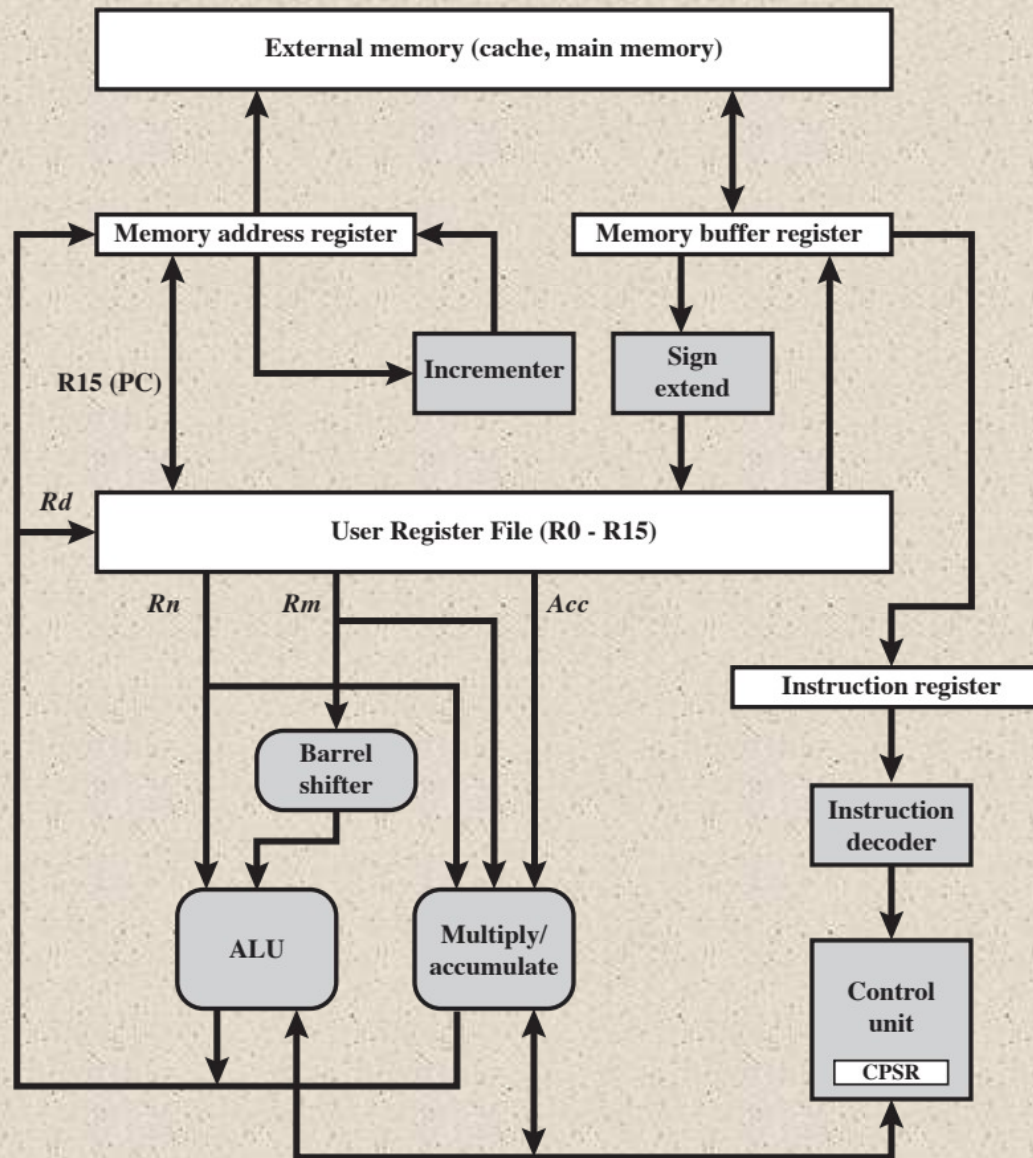 External memory (cache, main memory)
Memory address register
Memory buffer register
R15 (PC)
Incrementer
Sign
extend
Rd
User Register File (R0 - R15)
Rn
Rm
Acc
Instruction register
Barrel
shifter
Instruction
decoder
ALU
Multiply/
accumulate
Control
unit
CPSR